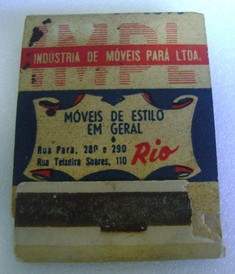 IMPL
INDÚSTRIA DE MÓVEIS PARÁ LTDA.
MÓVEIS DE ESTILO
EM GERAL
Rua Pará, 280 e 290
Rua Teixeira Soares, 110 Rio